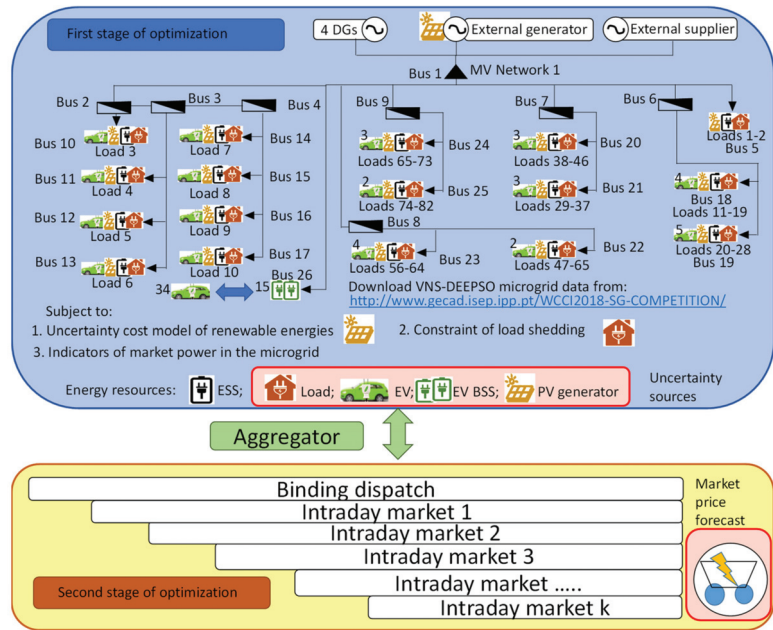 First stage of optimization
4 DGs
External generator
External supplier
Bus 1
MV Network 1
Bus 2
Bus 3
Bus 4
Bus 9
Bus 7
Bus 6
Loads 1-2
Bus 5
Bus 10
Load 3
Load 7
Bus 14
3
Loads 65-73
Bus 24
3
Loads 38-46
Bus 20
Bus 11
Load 4
Load 8
Bus 15
2
Loads 74-82
Bus 25
3
Loads 29-37
Bus 21
4
Bus 18
Loads 11-19
Bus 12
Load 5
Load 9
Bus 16
Bus 8
5
Loads 20-28
Bus 19
Bus 13
Load 6
Load 10
Bus 17
4
Loads 56-64
Bus 23
2
Loads 47-65
Bus 22
Bus 26
34
15
Download VNS-DEEPSO microgrid data from:
http://www.gecad.isep.ipp.pt/WCCI2018-SG-COMPETITION/
Subject to:
1. Uncertainty cost model of renewable energies
2. Constraint of load shedding
3. Indicators of market power in the microgrid
Energy resources:
ESS;
Load;
EV;
EV BSS;
PV generator
Uncertainty
sources
Aggregator
Binding dispatch
Intraday market 1
Intraday market 2
Intraday market 3
Intraday market .....
Intraday market k
Market
price
forecast
Second stage of optimization